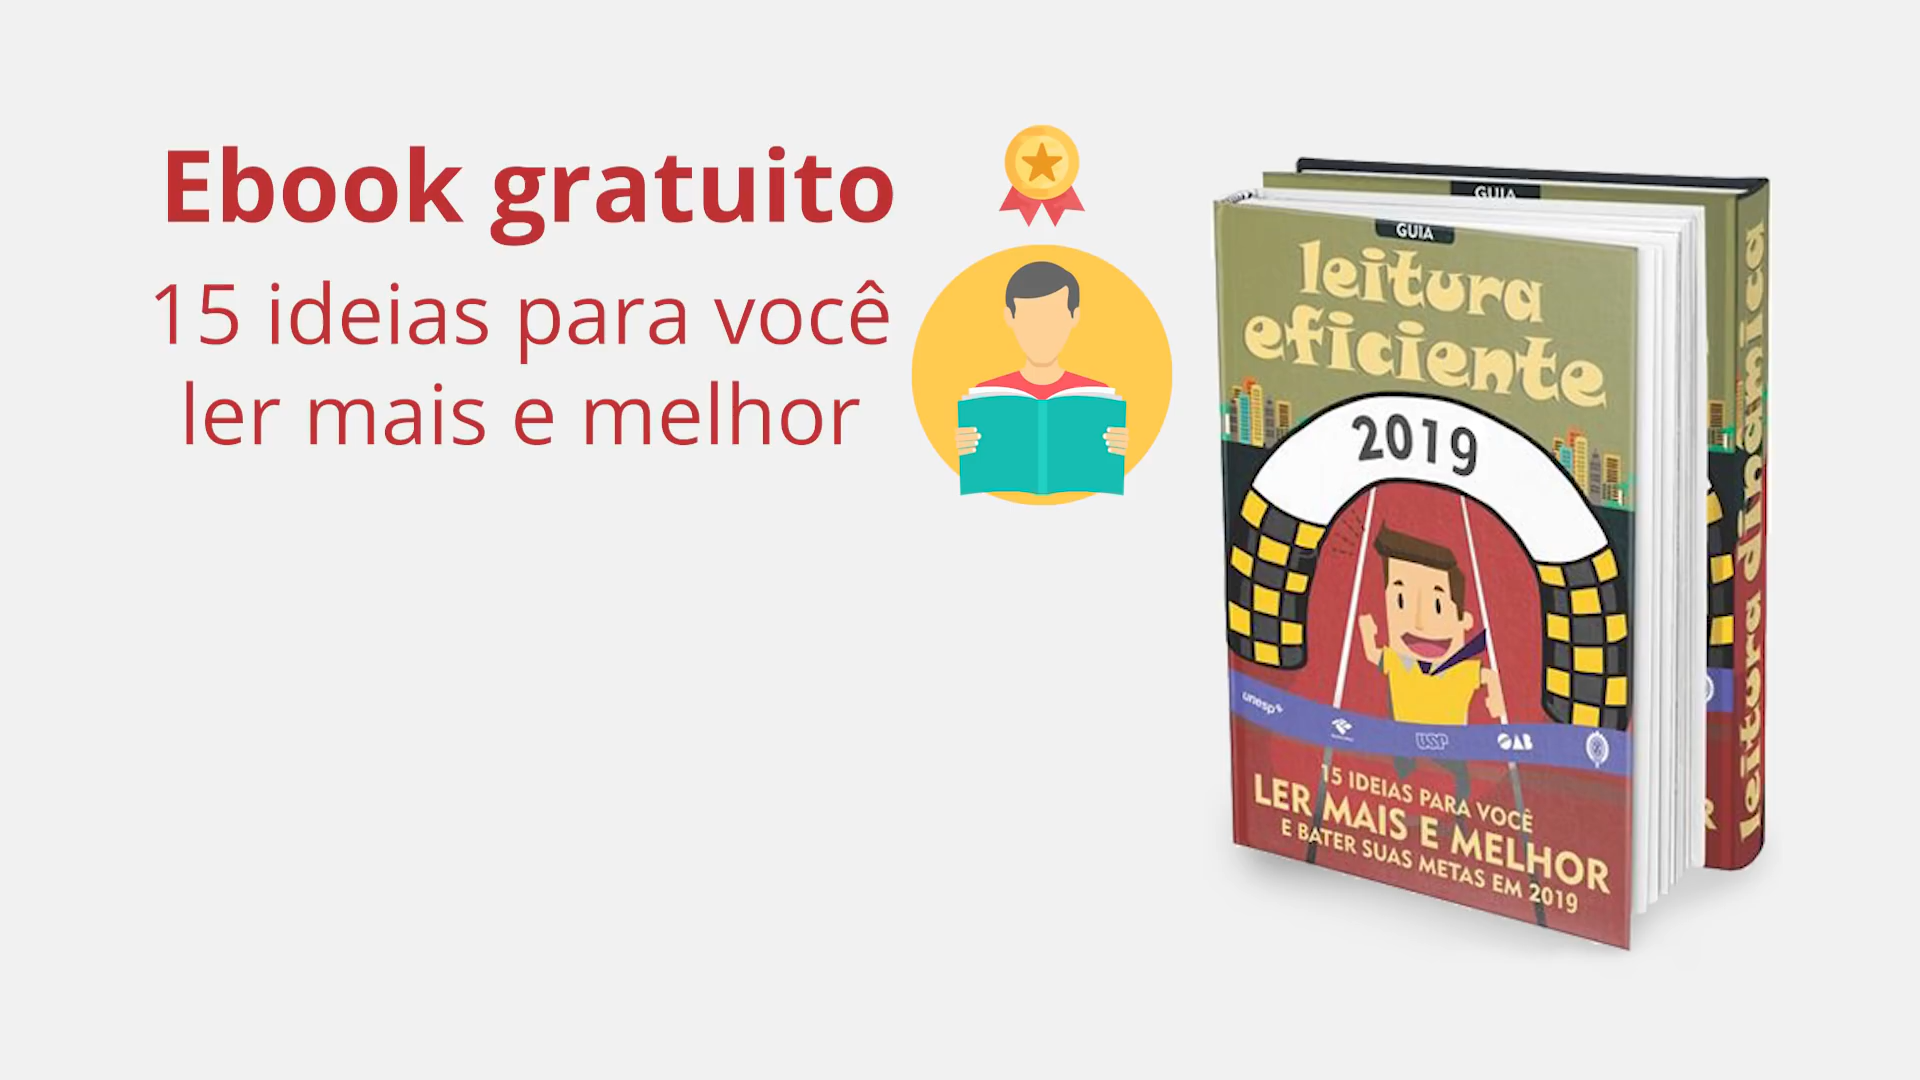 Ebook gratuito
15 ideias para você
ler mais e melhor
GUIA
GUIA
leitura
eficiente
2019
unesp
USP
OAB
15 IDEIAS PARA VOCÊ
LER MAIS E MELHOR
E BATER SUAS METAS EM 2019
leitura dinâmica
R